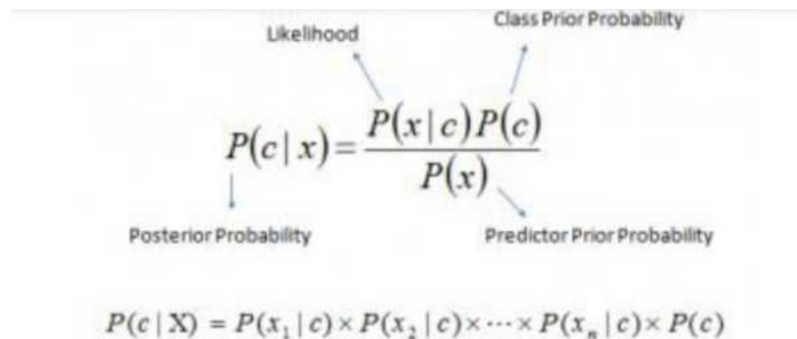 Likelihood
Class Prior Probability
P(c | x) = P(x | c)P(c) / P(x)
Posterior Probability
Predictor Prior Probability
P(c | X) = P(x₁ | c) × P(x₂ | c) × ··· × P(xₙ | c) × P(c)